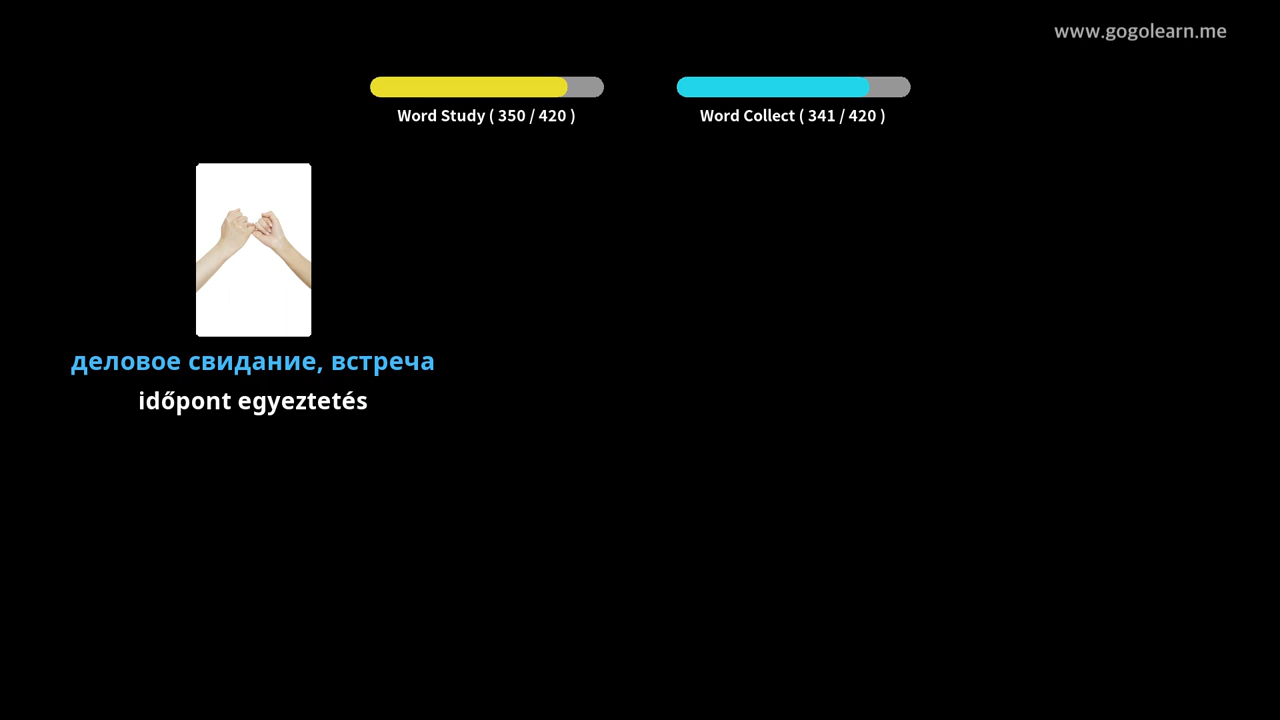 www.gogolearn.me
Word Study ( 350 / 420 )
Word Collect ( 341 / 420 )
деловое свидание, встреча
időpont egyeztetés